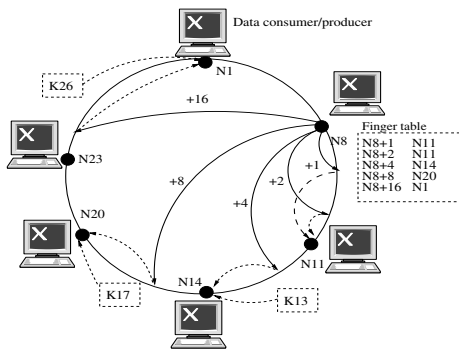 Data consumer/producer
N1
K26
+16
N8
Finger table
N8+1 N11
N8+2 N11
N8+4 N14
N8+8 N20
N8+16 N1
N23
+8
+1
+2
+4
N20
N11
N14
K17
K13